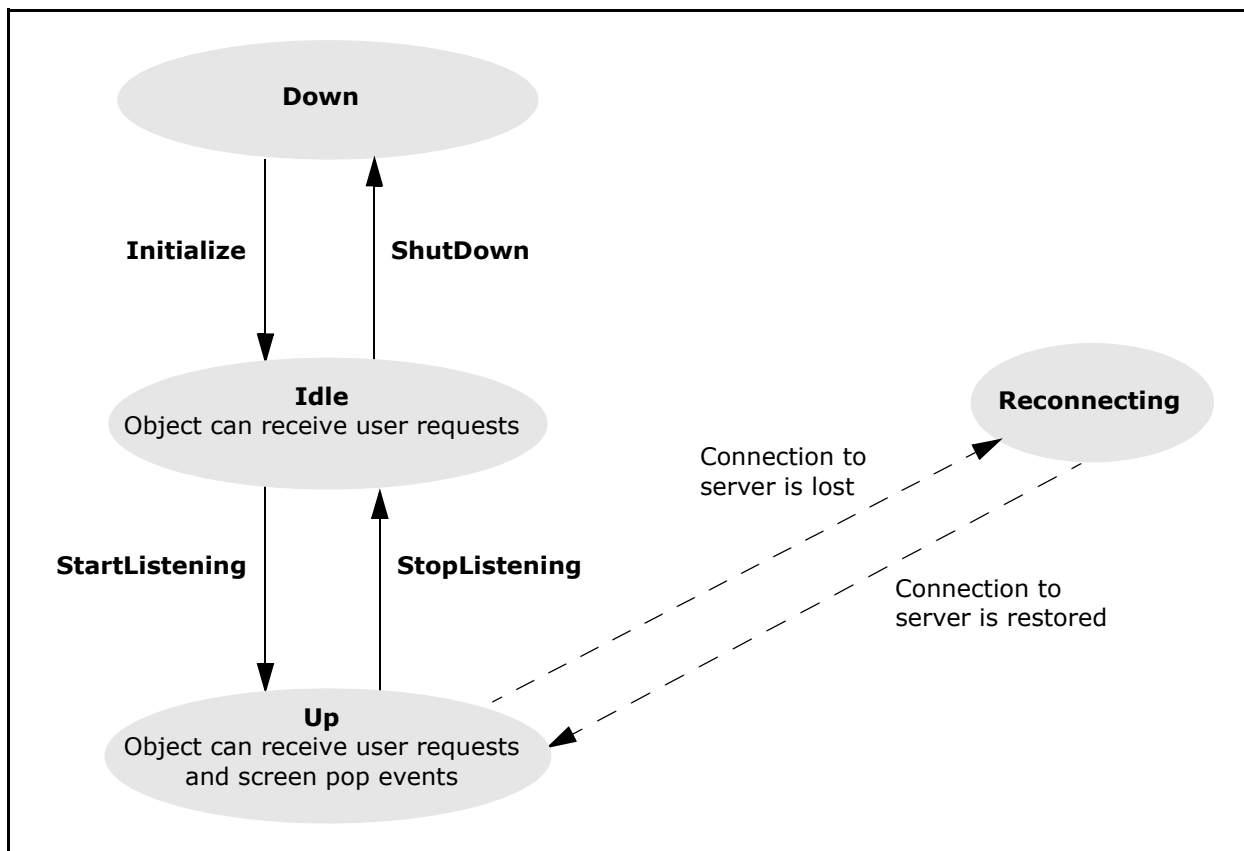 Down
Initialize
ShutDown
Idle
Object can receive user requests
Reconnecting
Connection to
server is lost
StartListening
StopListening
Connection to
server is restored
Up
Object can receive user requests
and screen pop events